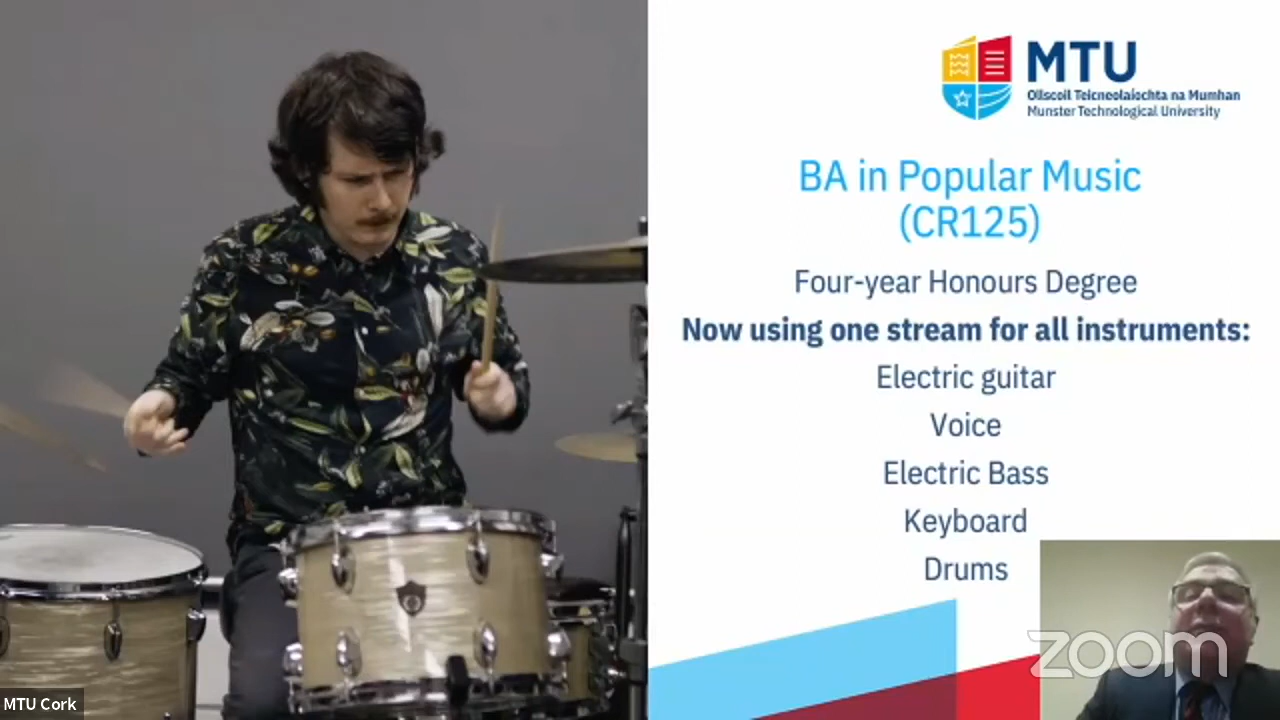 MTU
Ollscoil Teicneolaíochta na Mumhan
Munster Technological University
BA in Popular Music
(CR125)
Four-year Honours Degree
Now using one stream for all instruments:
Electric guitar
Voice
Electric Bass
Keyboard
Drums
zoom
MTU Cork